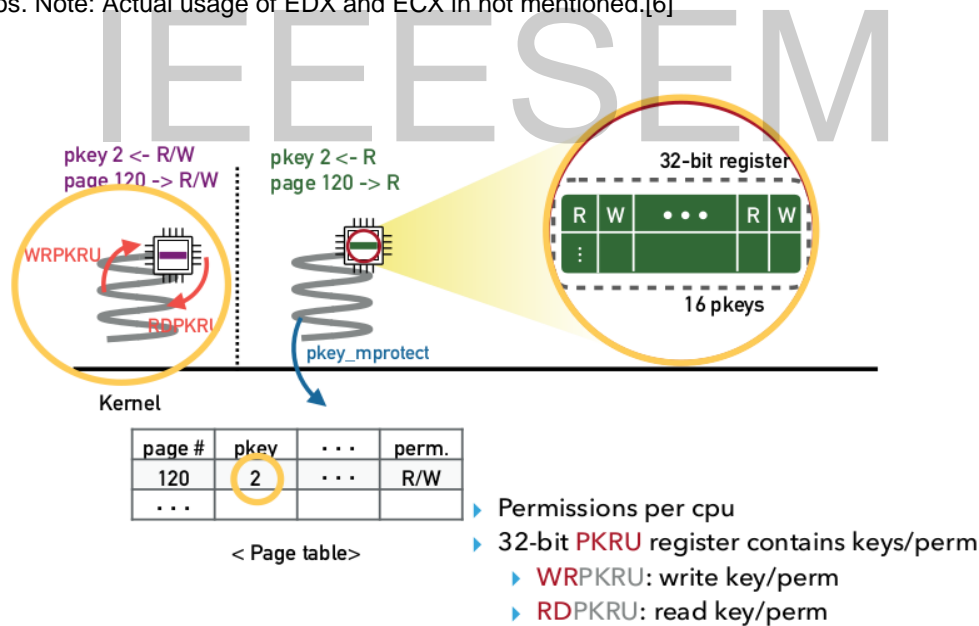 os. Note: Actual usage of EDX and ECX in not mentioned.[6]
IEEESEM
pkey 2 <- R/W
page 120 -> R/W
pkey 2 <- R
page 120 -> R
32-bit register
R W • • • R W
⋮
16 pkeys
WRPKRU
RDPKRU
pkey_mprotect
Kernel
page # pkey · · · perm.
120 2 · · · R/W
· · ·
< Page table>
Permissions per cpu
32-bit PKRU register contains keys/perm
WRPKRU: write key/perm
RDPKRU: read key/perm